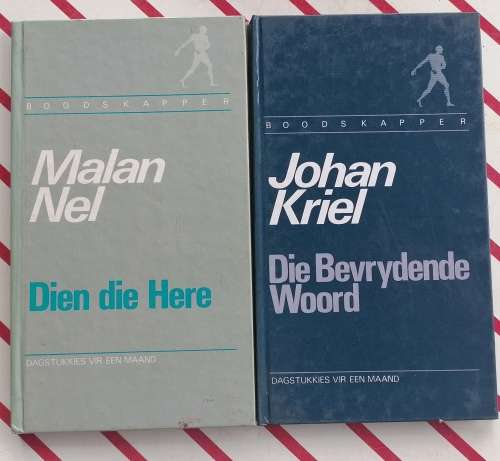 BOODSKAPPER
Malan
Nel
Dien die Here
DAGSTUKKIES VIR EEN MAAND
BOODSKAPPER
Johan
Kriel
Die Bevrydende
Woord
DAGSTUKKIES VIR EEN MAAND